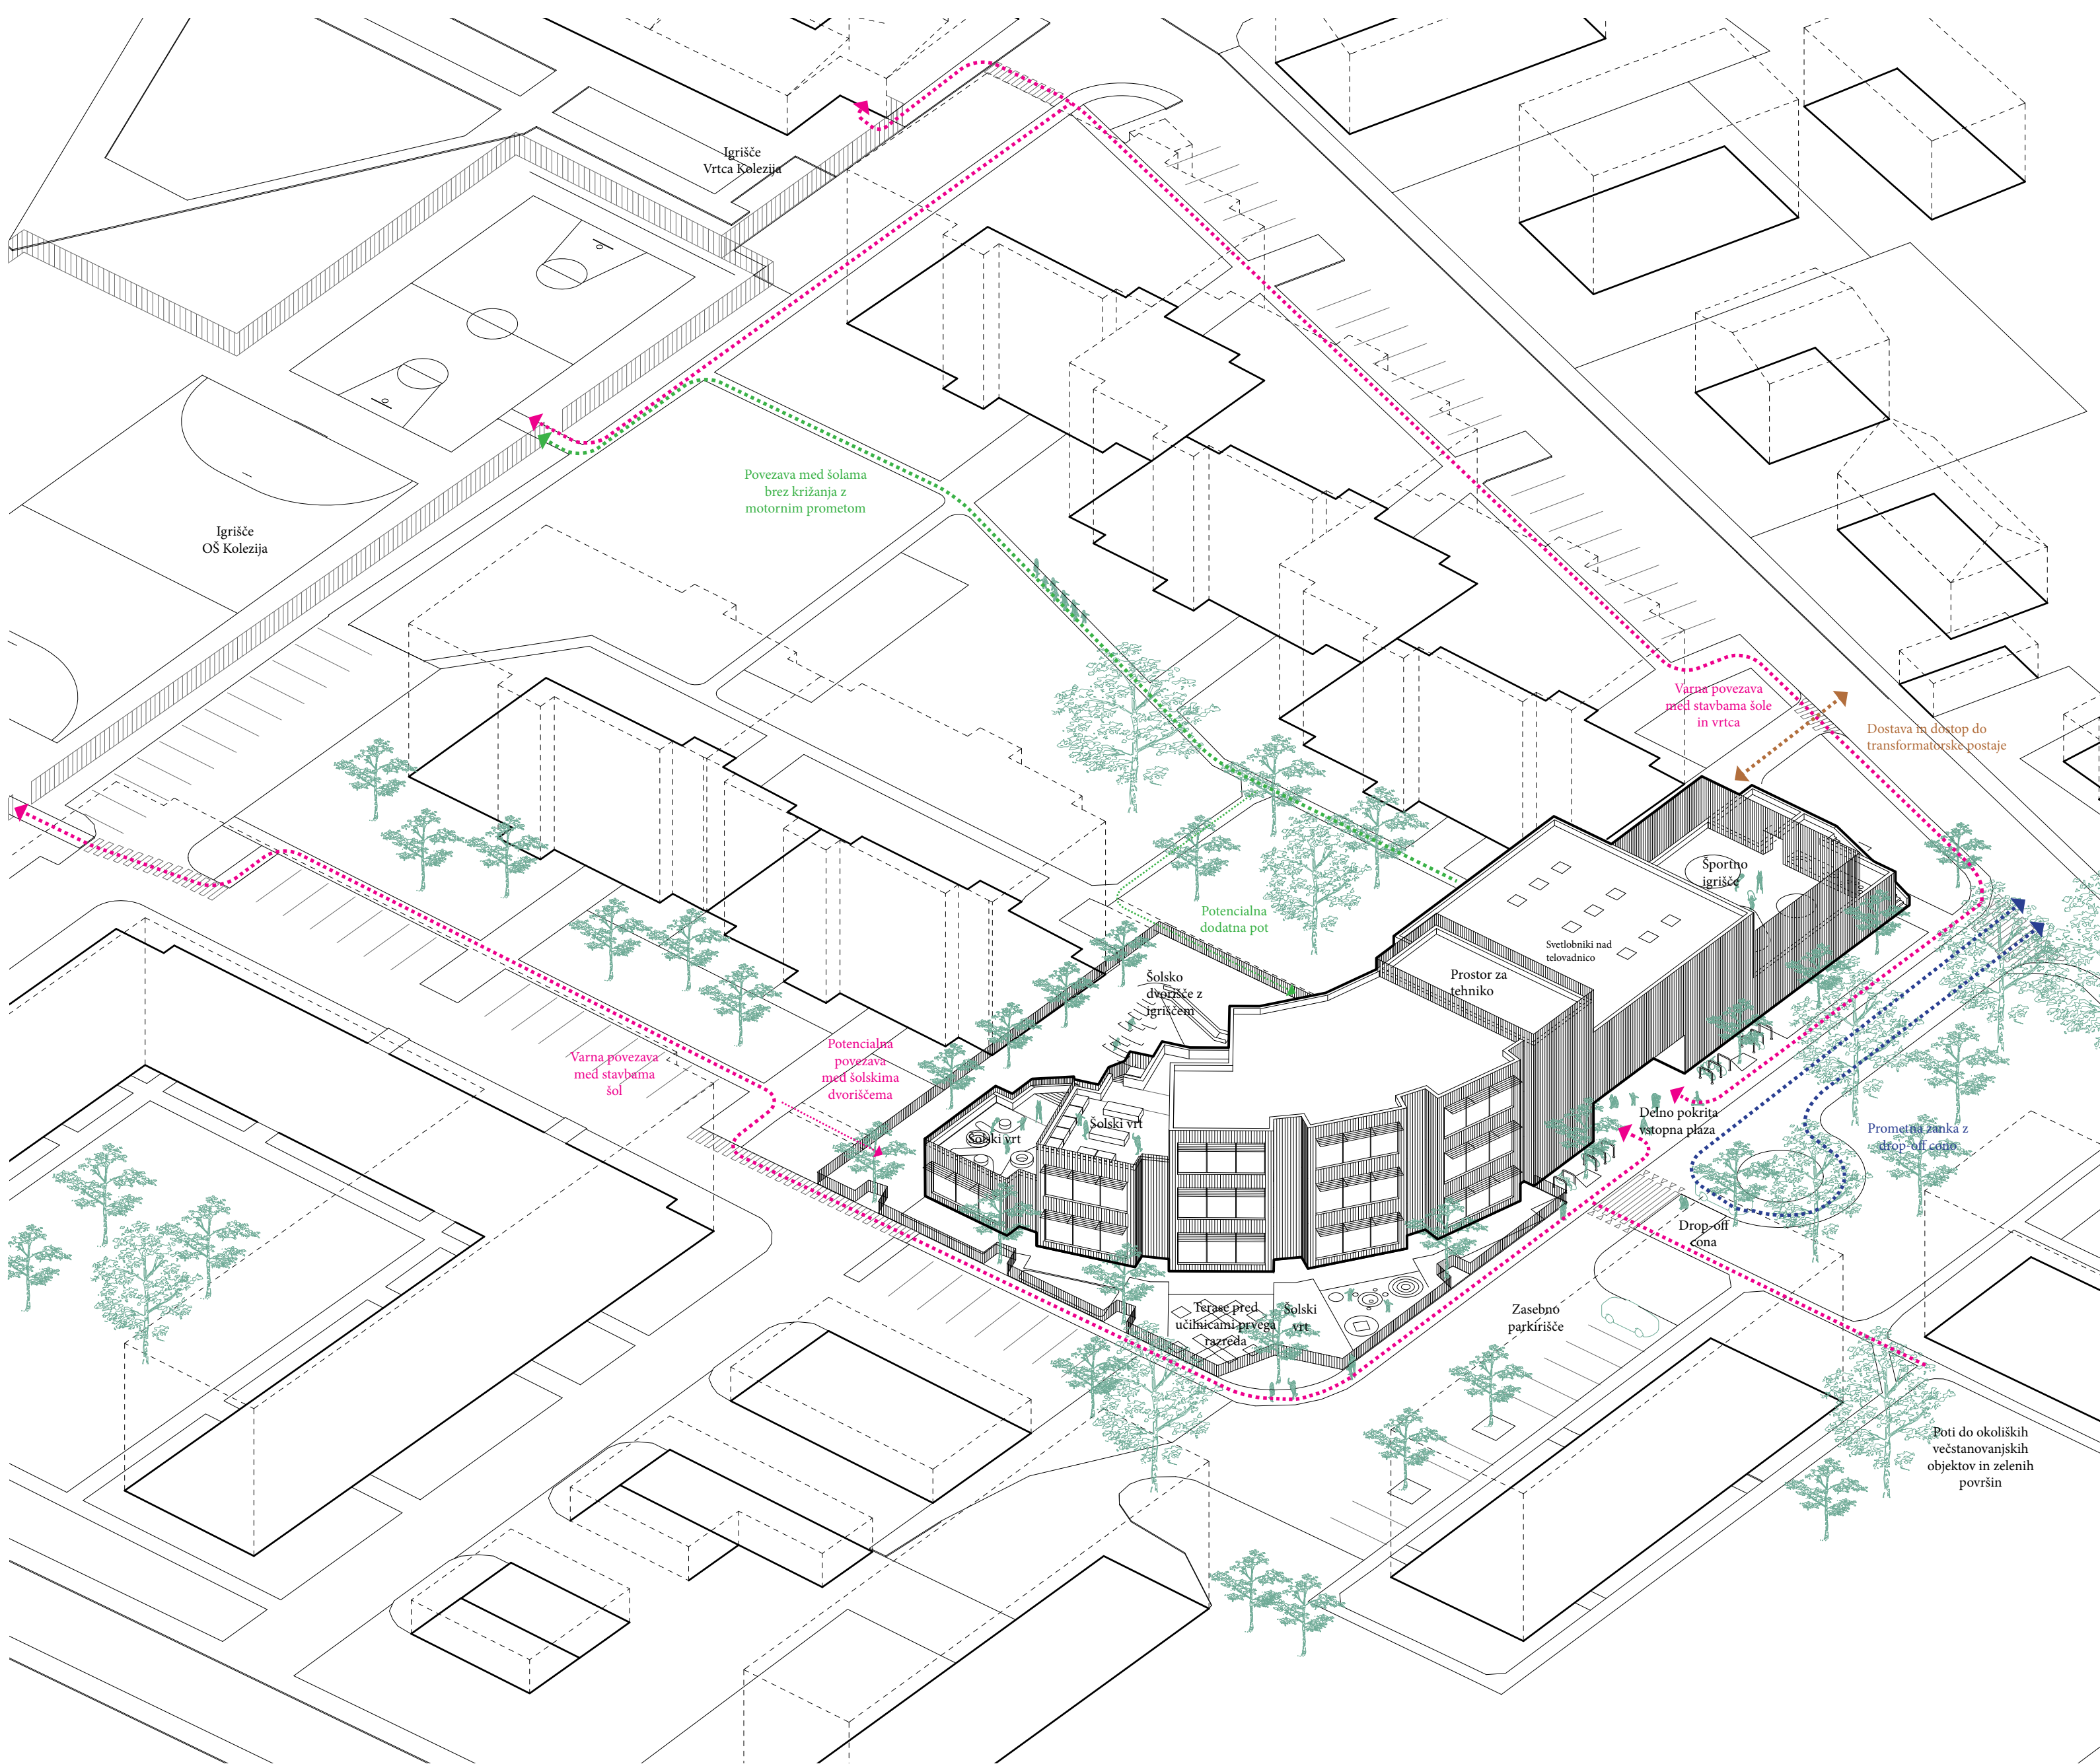 Igrišče
Vrtca Kolezija
Povezava med šolama
brez križanja z
motornim prometom
Igrišče
OŠ Kolezija
Varna povezava
med stavbama šole
in vrtca
Dostava in dostop do
transformatorske postaje
Športno
igrišče
Potencialna
dodatna pot
Svetlobniki nad
telovadnico
Prostor za
tehniko
Šolsko
dvorišče z
igriščem
Varna povezava
med stavbama
šol
Potencialna
povezava
med šolskima
dvoriščema
Šolski vrt
Šolski vrt
Delno pokrita
vstopna plaza
Prometna zanka z
drop-off cono
Drop-off
cona
Terase pred
učilnicami prvega
razreda
Šolski
vrt
Zasebno
parkirišče
Poti do okoliških
večstanovanjskih
objektov in zelenih
površin